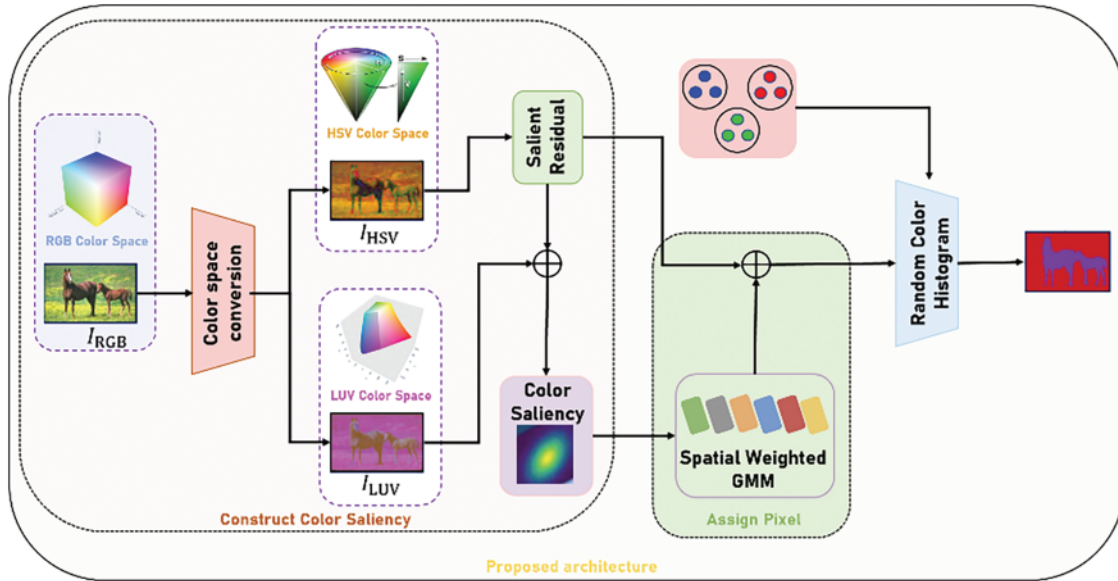 RGB Color Space
I_RGB
Color space
conversion
S
HSV Color Space
I_HSV
LUV Color Space
I_LUV
Salient
Residual
Color
Saliency
Construct Color Saliency
Spatial Weighted
GMM
Assign Pixel
Random Color
Histogram
Proposed architecture